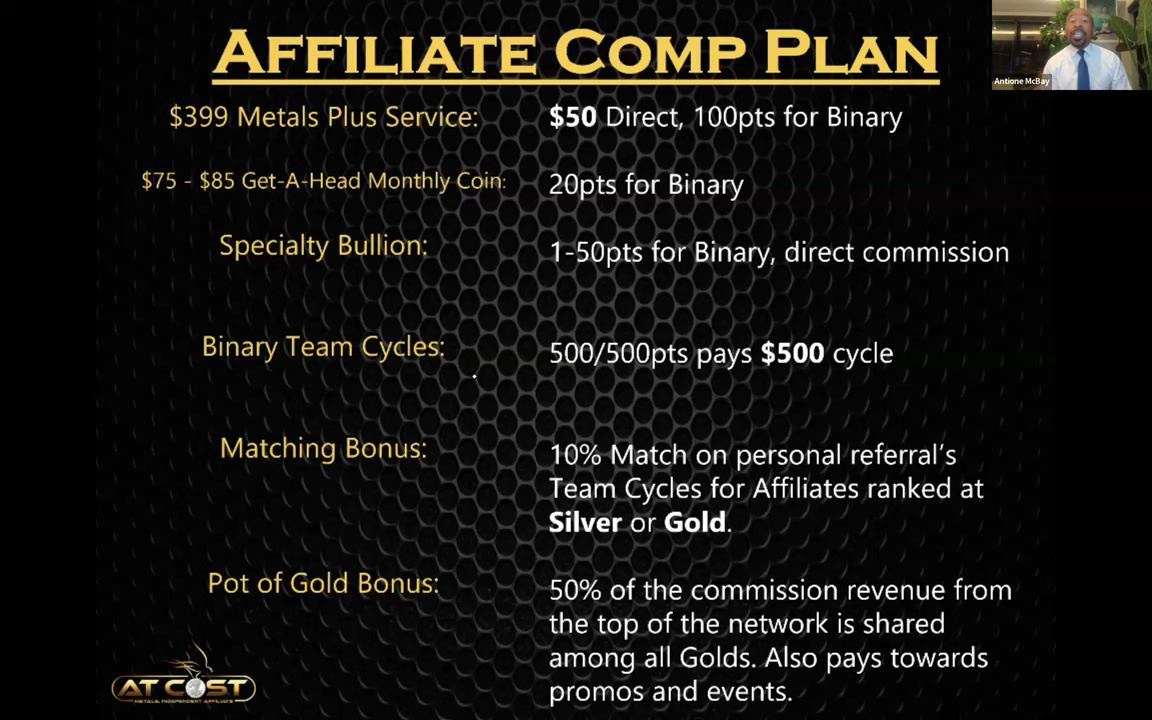 AFFILIATE COMP PLAN
Antione McBay
$399 Metals Plus Service:
$50 Direct, 100pts for Binary
$75 - $85 Get-A-Head Monthly Coin:
20pts for Binary
Specialty Bullion:
1-50pts for Binary, direct commission
Binary Team Cycles:
500/500pts pays $500 cycle
Matching Bonus:
10% Match on personal referral's
Team Cycles for Affiliates ranked at
Silver or Gold.
Pot of Gold Bonus:
50% of the commission revenue from
the top of the network is shared
among all Golds. Also pays towards
promos and events.
AT COST
METALS, INDEPENDENT AFFILIATE